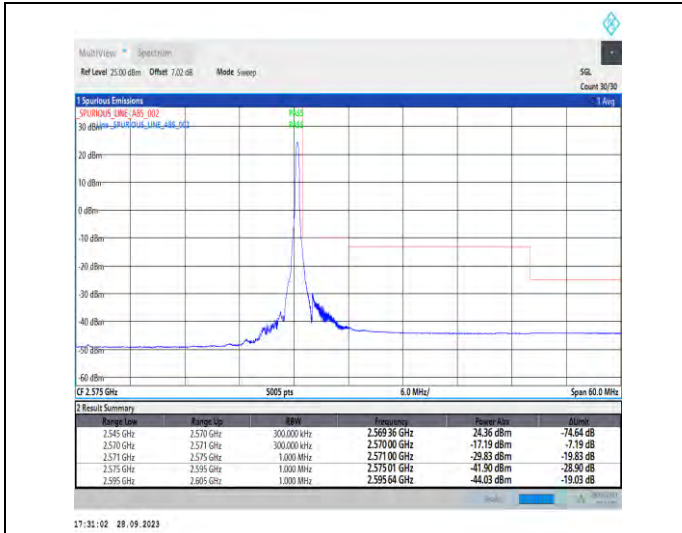 MultiView Spectrum
Ref Level 25.00 dBm Offset 7.02 dB Mode Sweep SGL
Count 30/30
1 Spurious Emissions 1 Avg
_SPURIOUS_LINE_ABS_002 PASS
30 dBm PASS
20 dBm
10 dBm
0 dBm
-10 dBm
-20 dBm
-30 dBm
-40 dBm
-50 dBm
-60 dBm
CF 2.575 GHz 5005 pts 6.0 MHz/ Span 60.0 MHz
2 Result Summary
Range Low Range Up RBW Frequency Power Abs ΔLimit
2.545 GHz 2.570 GHz 300.000 kHz 2.569 36 GHz 24.36 dBm -74.64 dB
2.570 GHz 2.571 GHz 300.000 kHz 2.570 00 GHz -17.19 dBm -7.19 dB
2.571 GHz 2.575 GHz 1.000 MHz 2.571 00 GHz -29.83 dBm -19.83 dB
2.575 GHz 2.595 GHz 1.000 MHz 2.575 01 GHz -41.90 dBm -28.90 dB
2.595 GHz 2.605 GHz 1.000 MHz 2.595 64 GHz -44.03 dBm -19.03 dB
17:31:02 28.09.2023